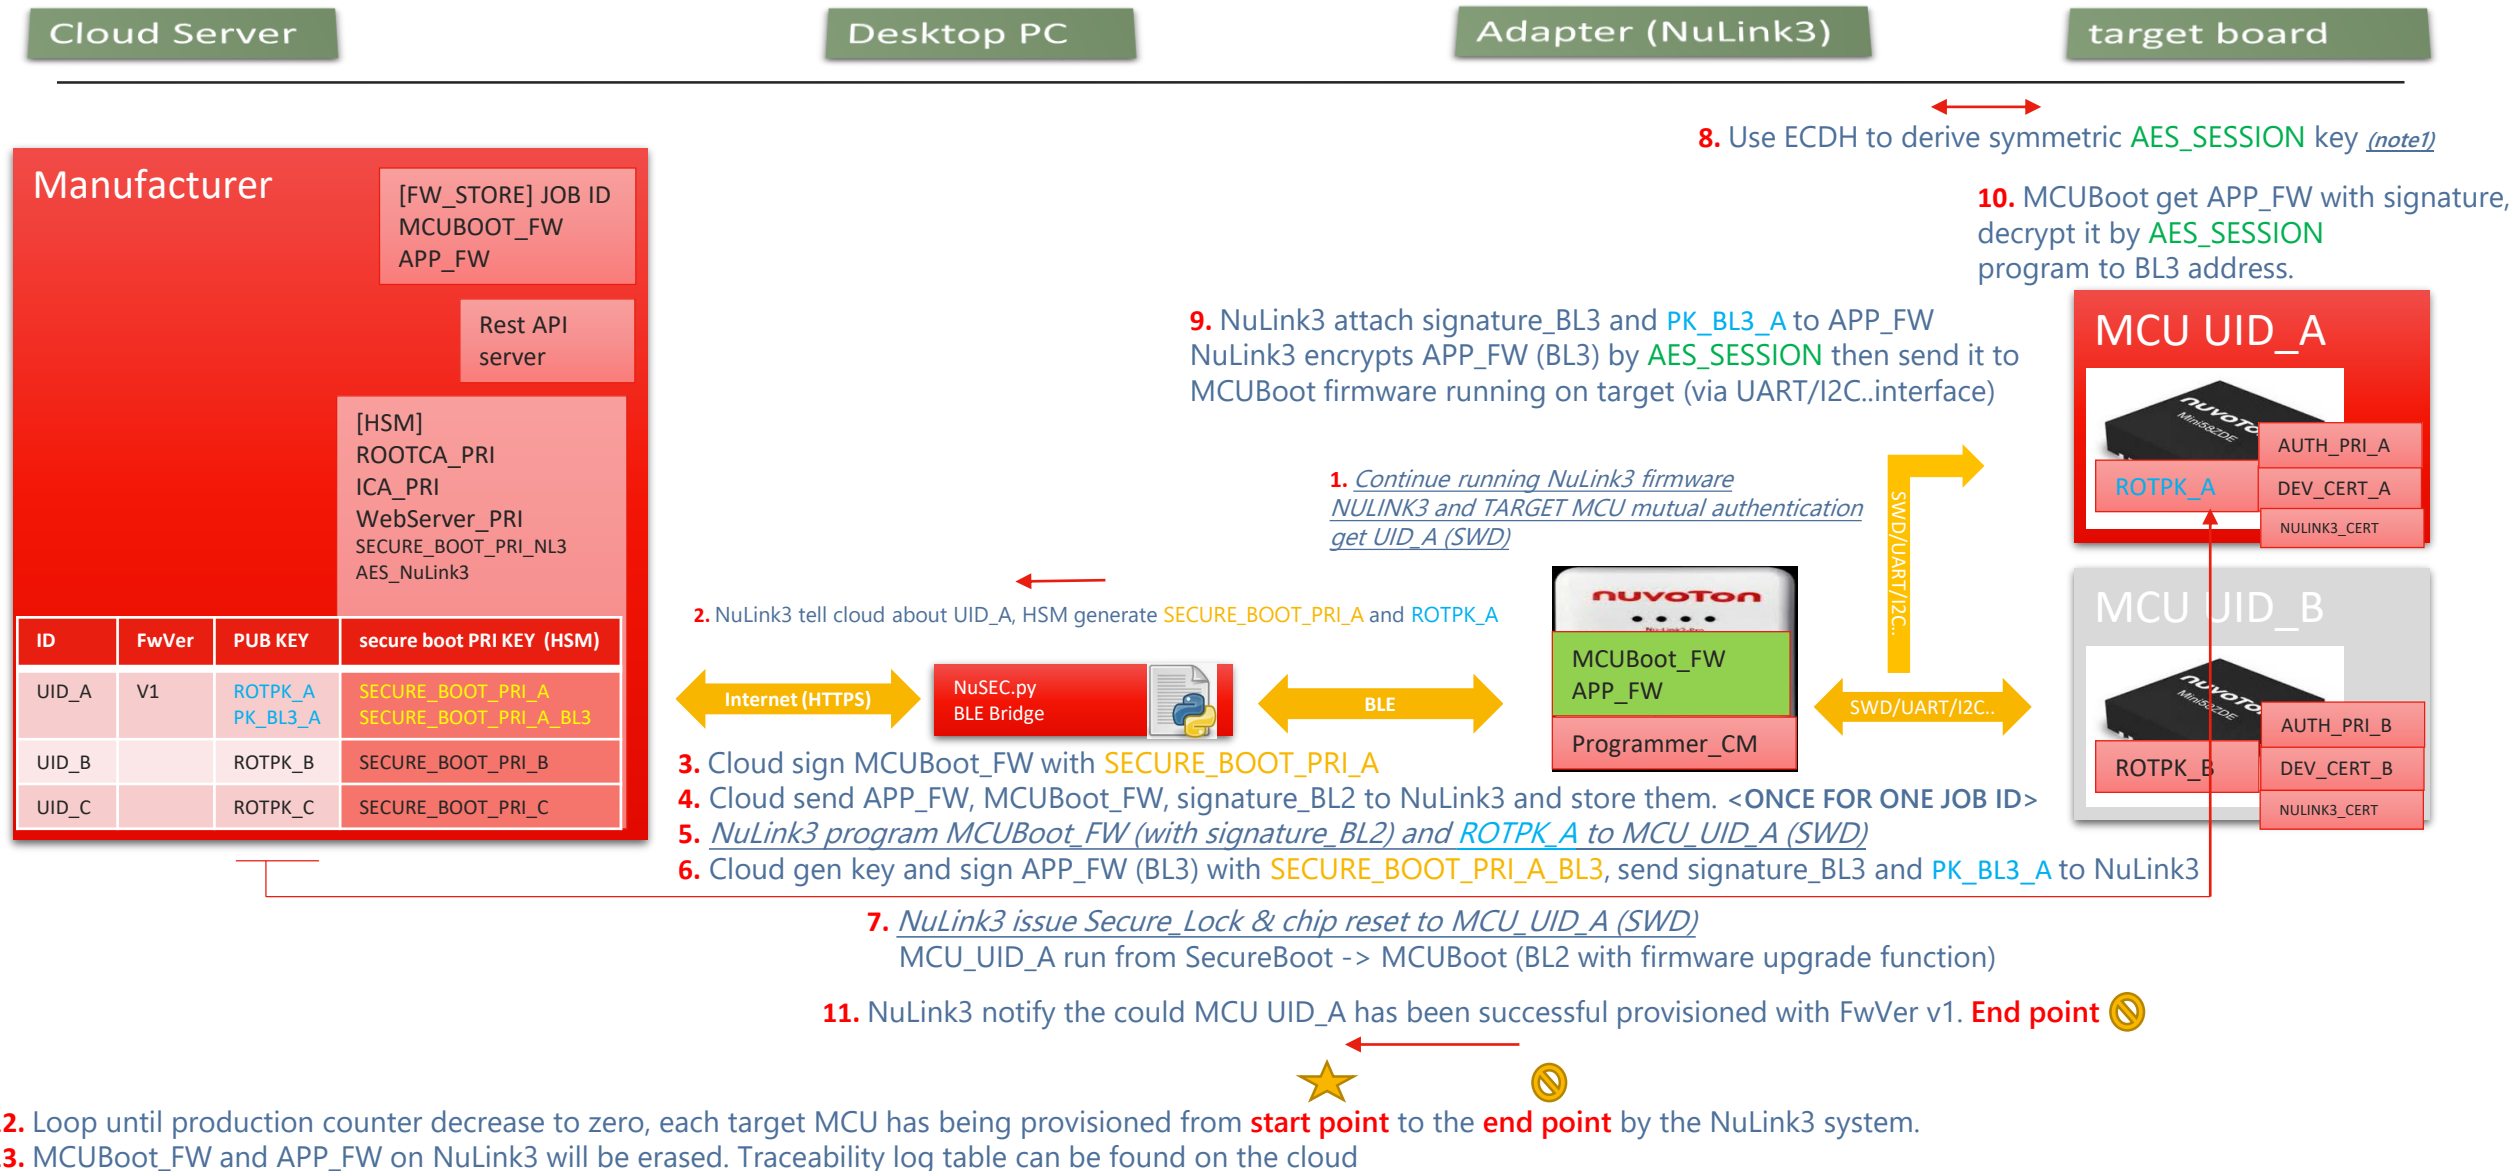 Cloud Server
Desktop PC
Adapter (NuLink3)
target board
8. Use ECDH to derive symmetric AES_SESSION key (note1)
Manufacturer
[FW_STORE] JOB ID
MCUBOOT_FW
APP_FW
Rest API
server
[HSM]
ROOTCA_PRI
ICA_PRI
WebServer_PRI
SECURE_BOOT_PRI_NL3
AES_NuLink3
ID FwVer PUB KEY secure boot PRI KEY (HSM)
UID_A V1 ROTPK_A SECURE_BOOT_PRI_A
PK_BL3_A SECURE_BOOT_PRI_A_BL3
UID_B ROTPK_B SECURE_BOOT_PRI_B
UID_C ROTPK_C SECURE_BOOT_PRI_C
10. MCUBoot get APP_FW with signature,
decrypt it by AES_SESSION
program to BL3 address.
9. NuLink3 attach signature_BL3 and PK_BL3_A to APP_FW
NuLink3 encrypts APP_FW (BL3) by AES_SESSION then send it to
MCUBoot firmware running on target (via UART/I2C..interface)
1. Continue running NuLink3 firmware
NULINK3 and TARGET MCU mutual authentication
get UID_A (SWD)
2. NuLink3 tell cloud about UID_A, HSM generate SECURE_BOOT_PRI_A and ROTPK_A
Internet (HTTPS)
NuSEC.py
BLE Bridge
BLE
nuvoTon
MCUBoot_FW
APP_FW
Programmer_CM
SWD/UART/I2C..
SWD/UART/I2C..
MCU UID_A
nuvoTo
Mini58ZDE
ROTPK_A
AUTH_PRI_A
DEV_CERT_A
NULINK3_CERT
MCU UID_B
nuvoTo
Mini58ZDE
ROTPK_B
AUTH_PRI_B
DEV_CERT_B
NULINK3_CERT
3. Cloud sign MCUBoot_FW with SECURE_BOOT_PRI_A
4. Cloud send APP_FW, MCUBoot_FW, signature_BL2 to NuLink3 and store them. <ONCE FOR ONE JOB ID>
5. NuLink3 program MCUBoot_FW (with signature_BL2) and ROTPK_A to MCU_UID_A (SWD)
6. Cloud gen key and sign APP_FW (BL3) with SECURE_BOOT_PRI_A_BL3, send signature_BL3 and PK_BL3_A to NuLink3
7. NuLink3 issue Secure_Lock & chip reset to MCU_UID_A (SWD)
MCU_UID_A run from SecureBoot -> MCUBoot (BL2 with firmware upgrade function)
11. NuLink3 notify the could MCU UID_A has been successful provisioned with FwVer v1. End point
2. Loop until production counter decrease to zero, each target MCU has being provisioned from start point to the end point by the NuLink3 system.
3. MCUBoot_FW and APP_FW on NuLink3 will be erased. Traceability log table can be found on the cloud